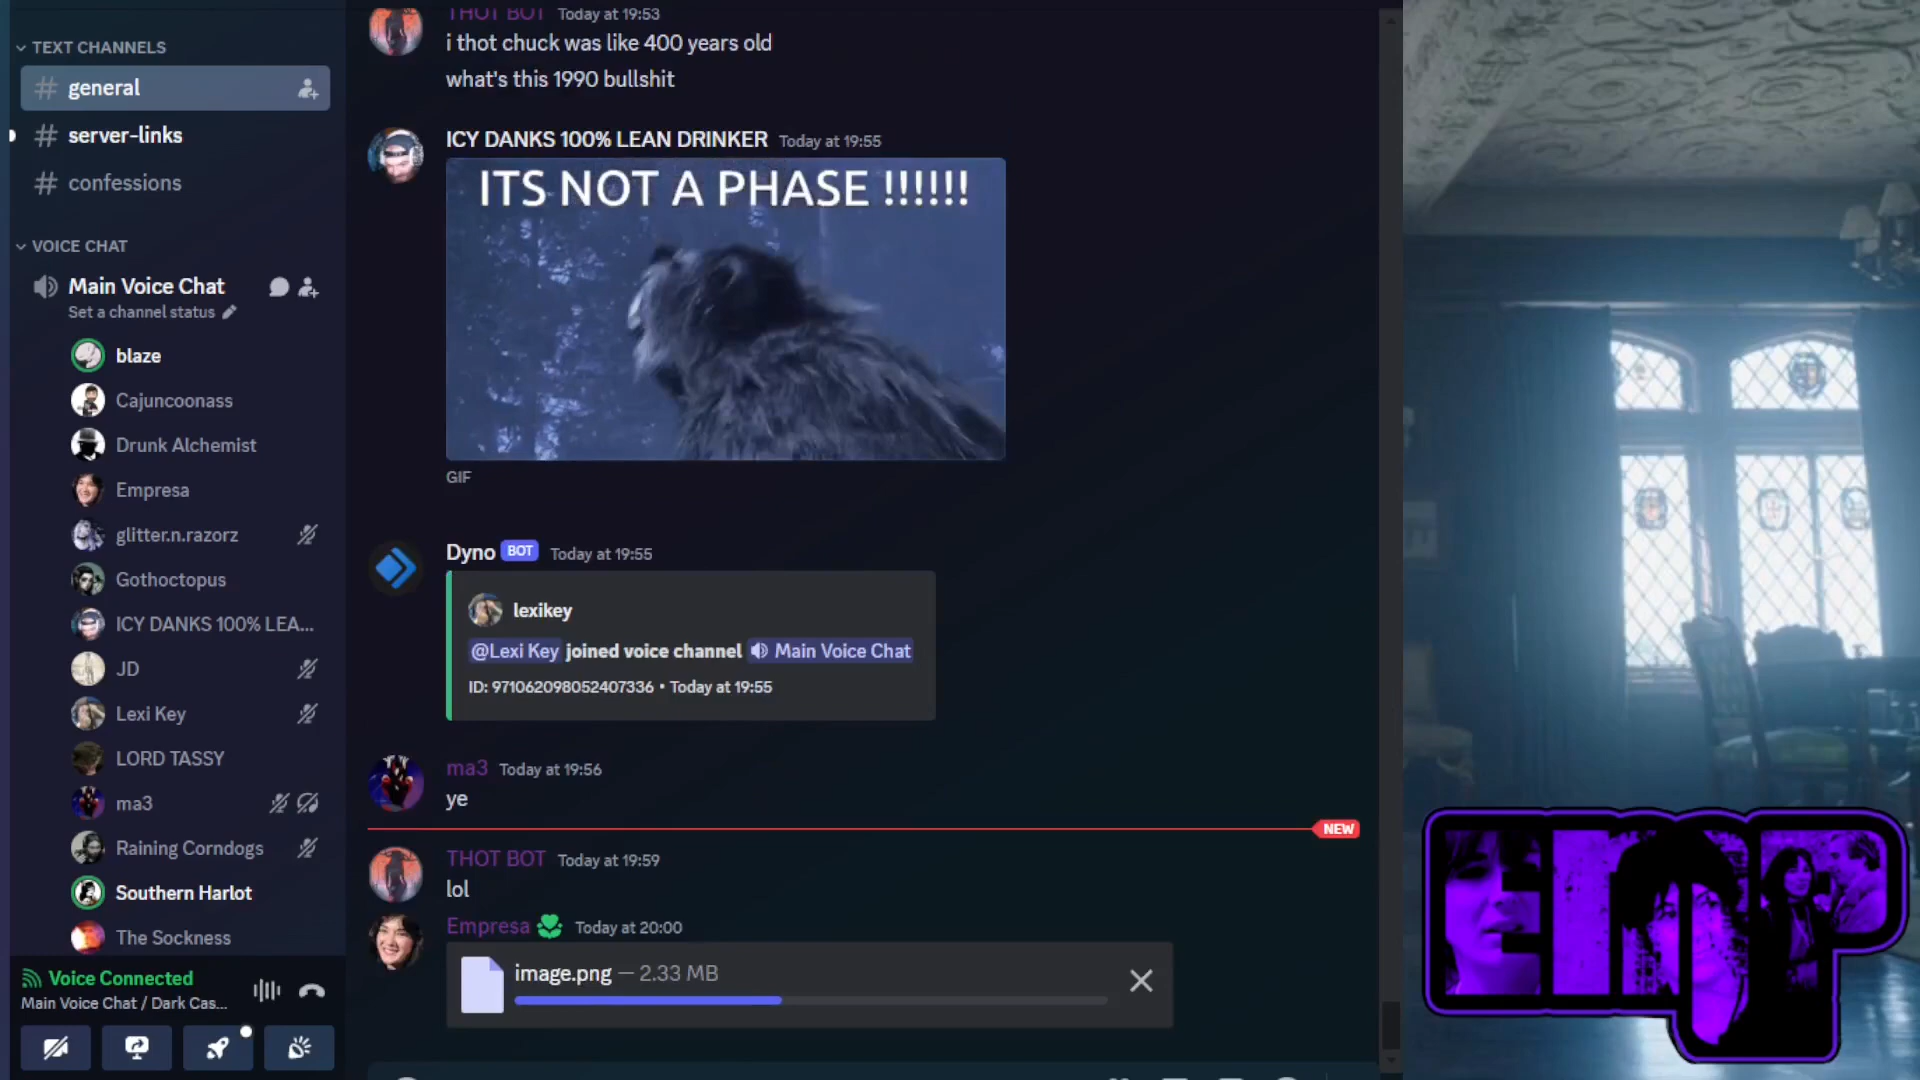 TEXT CHANNELS
general
server-links
confessions
VOICE CHAT
Main Voice Chat
Set a channel status
blaze
Cajuncoonass
Drunk Alchemist
Empresa
glitter.n.razorz
Gothoctopus
ICY DANKS 100% LEA...
JD
Lexi Key
LORD TASSY
ma3
Raining Corndogs
Southern Harlot
The Sockness
Voice Connected
Main Voice Chat / Dark Cas...
THOT BOT Today at 19:53
i thot chuck was like 400 years old
what's this 1990 bullshit
ICY DANKS 100% LEAN DRINKER Today at 19:55
ITS NOT A PHASE !!!!!!
GIF
Dyno BOT Today at 19:55
lexikey
@Lexi Key joined voice channel Main Voice Chat
ID: 971062098052407336 • Today at 19:55
ma3 Today at 19:56
ye
NEW
THOT BOT Today at 19:59
lol
Empresa Today at 20:00
image.png — 2.33 MB
EMP